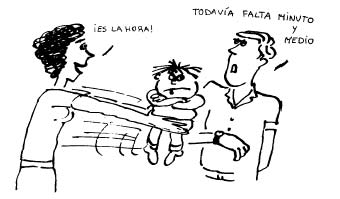 ¡ES LA HORA!
TODAVÍA FALTA MINUTO
Y
MEDIO